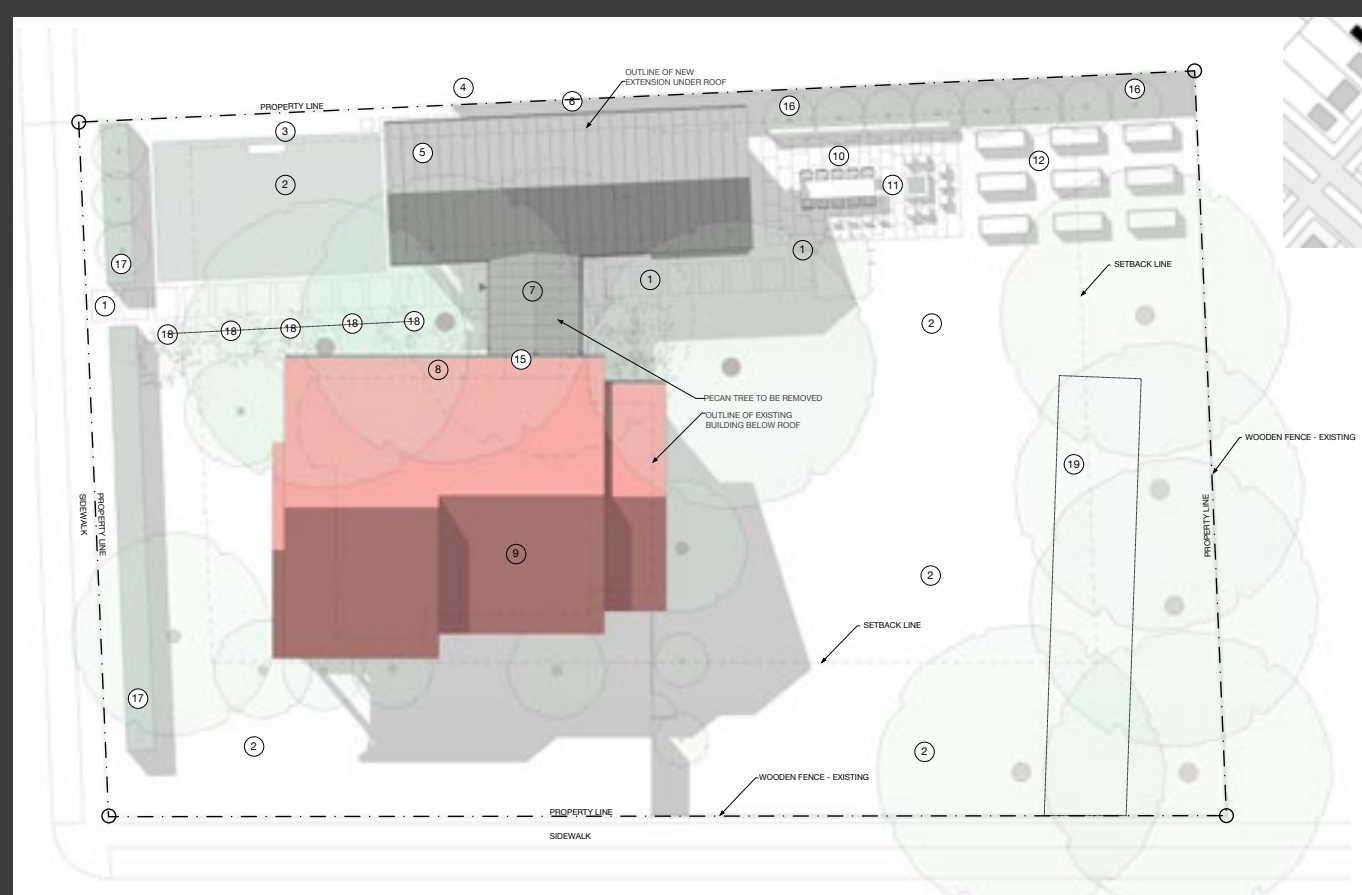 OUTLINE OF NEW
EXTENSION UNDER ROOF
4
6
16
16
PROPERTY LINE
3
5
10
12
2
11
1
1
17
SETBACK LINE
7
1
18
18
18
18
18
2
15
8
PECAN TREE TO BE REMOVED
OUTLINE OF EXISTING
BUILDING BELOW ROOF
WOODEN FENCE - EXISTING
19
SIDEWALK
PROPERTY LINE
PROPERTY LINE
9
2
SETBACK LINE
17
2
2
WOODEN FENCE - EXISTING
PROPERTY LINE
SIDEWALK